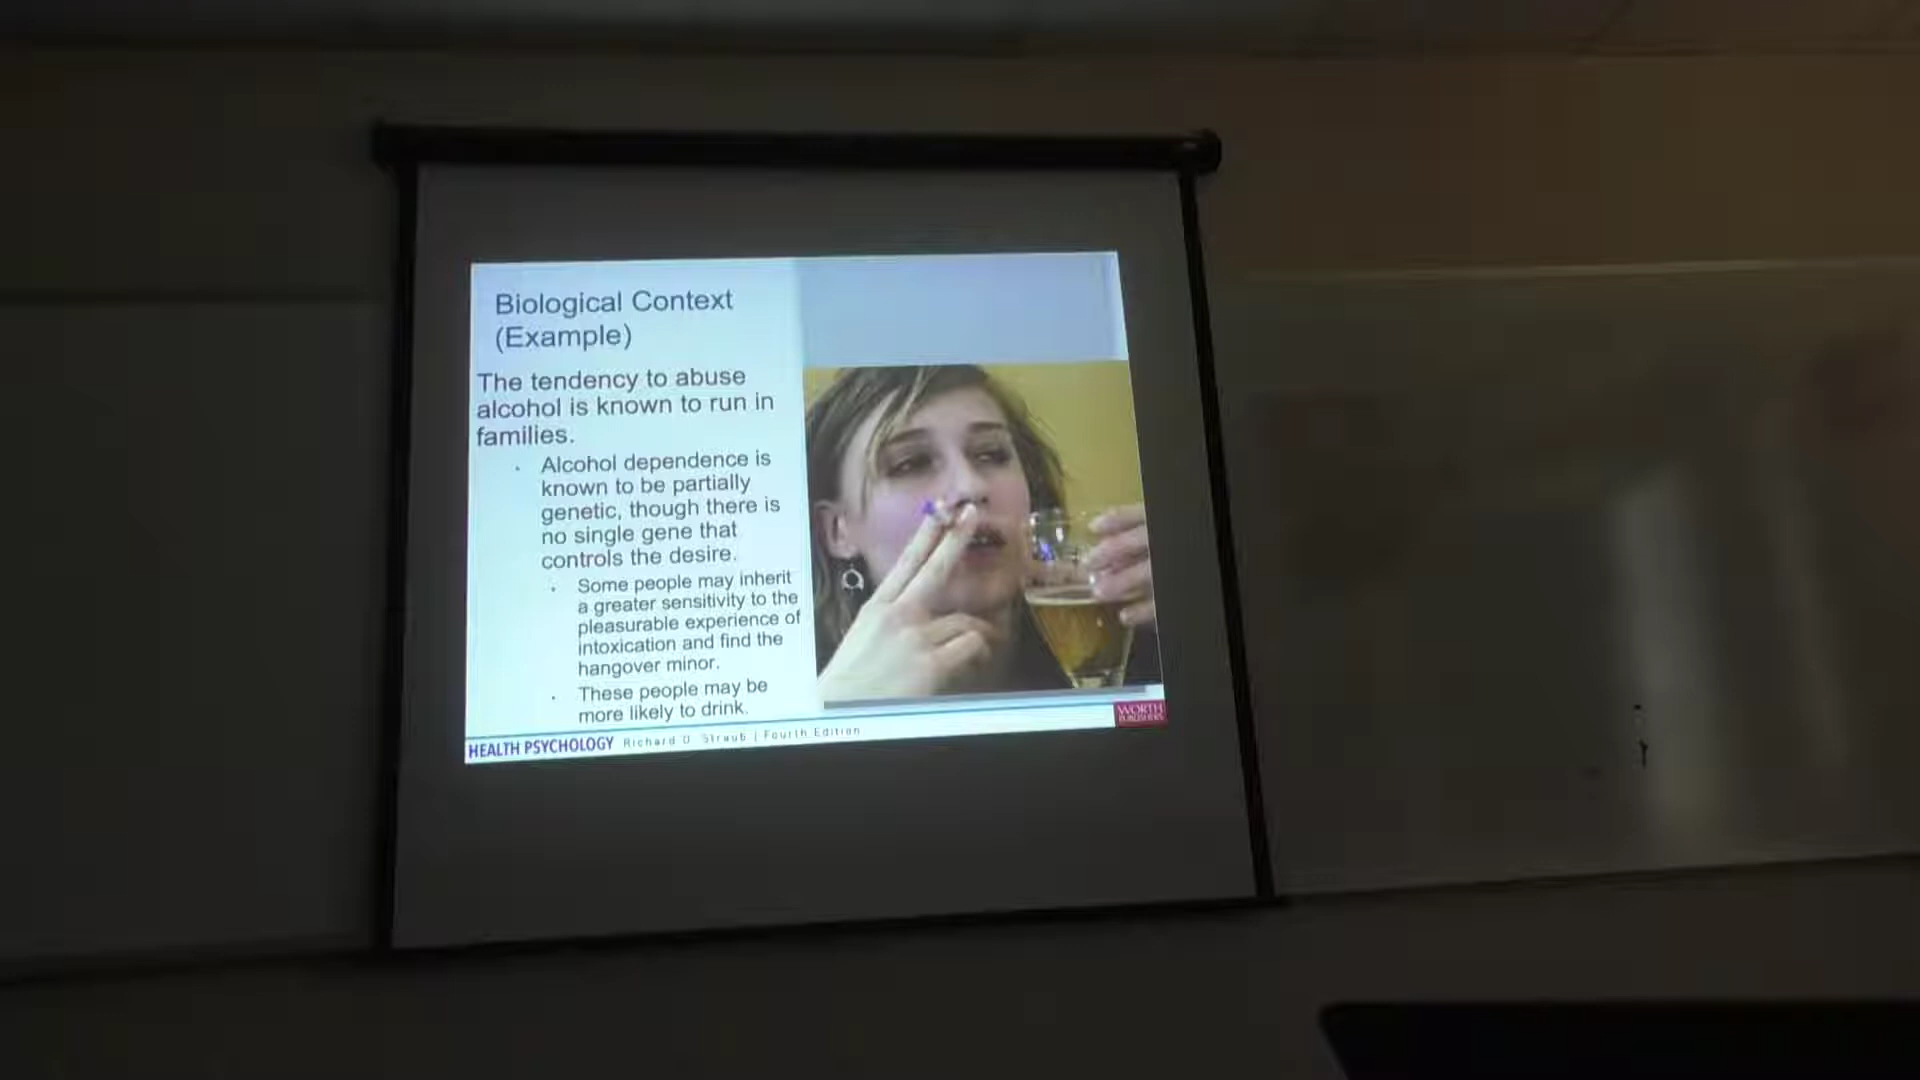 Biological Context
(Example)
The tendency to abuse
alcohol is known to run in
families.
· Alcohol dependence is
known to be partially
genetic, though there is
no single gene that
controls the desire.
· Some people may inherit
a greater sensitivity to the
pleasurable experience of
intoxication and find the
hangover minor.
· These people may be
more likely to drink.
HEALTH PSYCHOLOGY Richard O. Straub | Fourth Edition
WORTH
PUBLISHERS